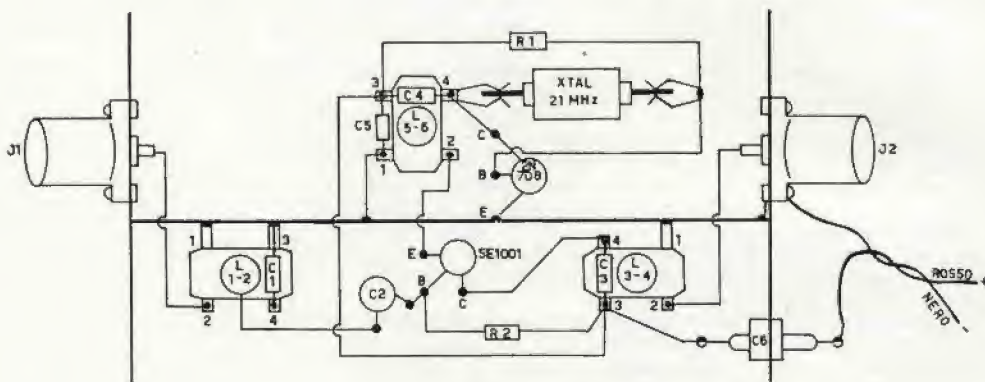 R1
XTAL
21 MHz
3
C4
4
C5
L
5-6
1
2
C
B
708
E
J1
J2
1
3
L
1-2
C
1
2
4
E
SE1001
B
C
C2
R2
4
1
C
3
L
3-4
3
2
C6
ROSSO +
NERO -